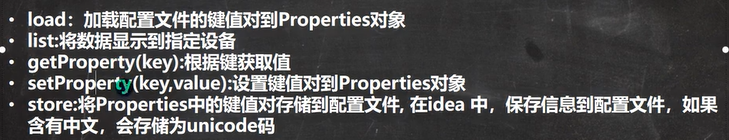 • load：加载配置文件的键值对到Properties对象
• list:将数据显示到指定设备
• getProperty(key):根据键获取值
• setProperty(key,value):设置键值对到Properties对象
• store:将Properties中的键值对存储到配置文件, 在idea 中，保存信息到配置文件，如果
含有中文，会存储为unicode码